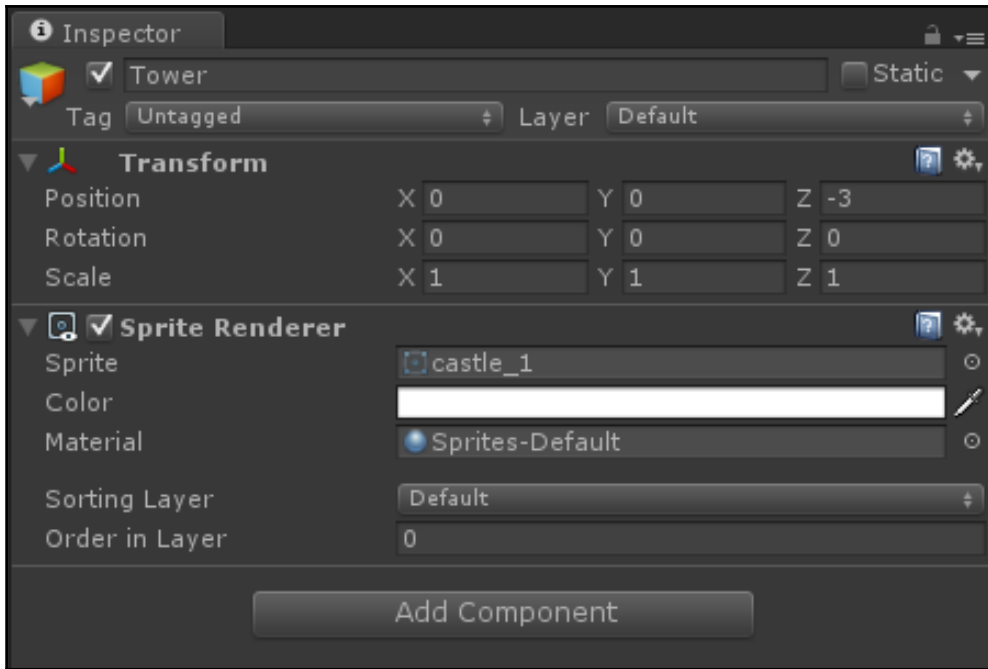 Inspector
Tower Static
Tag Untagged Layer Default
Transform
Position X 0 Y 0 Z -3
Rotation X 0 Y 0 Z 0
Scale X 1 Y 1 Z 1
Sprite Renderer
Sprite castle_1
Color
Material Sprites-Default
Sorting Layer Default
Order in Layer 0
Add Component